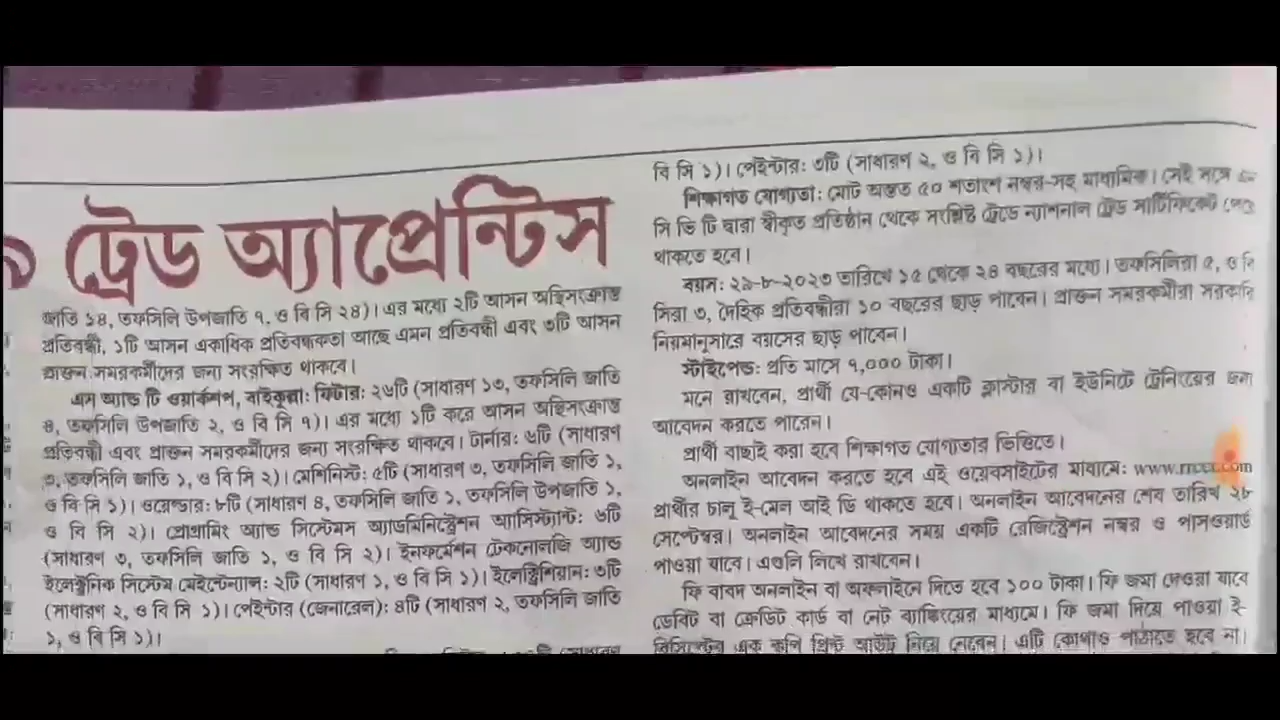 ৯ ট্রেড অ্যাপ্রেন্টিস
জাতি ১৪, তফসিলি উপজাতি ৭, ও বি সি ২৪)। এর মধ্যে ২টি আসন অস্থিসংক্রান্ত
প্রতিবন্ধী, ১টি আসন একাধিক প্রতিবন্ধকতা আছে এমন প্রতিবন্ধী এবং ৩টি আসন
প্রাক্তন সমরকর্মীদের জন্য সংরক্ষিত থাকবে।
এস অ্যান্ড টি ওয়ার্কশপ, বাইকুল্লা: ফিটার: ২৬টি (সাধারণ ১৩, তফসিলি জাতি
৪, তফসিলি উপজাতি ২, ও বি সি ৭)। এর মধ্যে ১টি করে আসন অস্থিসংক্রান্ত
প্রতিবন্ধী এবং প্রাক্তন সমরকর্মীদের জন্য সংরক্ষিত থাকবে। টার্নার: ৬টি (সাধারণ
৩, তফসিলি জাতি ১, ও বি সি ২)। মেশিনিস্ট: ৫টি (সাধারণ ৩, তফসিলি জাতি ১,
ও বি সি ১)। ওয়েল্ডার: ৮টি (সাধারণ ৪, তফসিলি জাতি ১, তফসিলি উপজাতি ১,
ও বি সি ২)। প্রোগ্রামিং অ্যান্ড সিস্টেমস অ্যাডমিনিস্ট্রেশন অ্যাসিস্ট্যান্ট: ৬টি
(সাধারণ ৩, তফসিলি জাতি ১, ও বি সি ২)। ইনফর্মেশন টেকনোলজি অ্যান্ড
ইলেক্ট্রনিক সিস্টেম মেইন্টেন্যান্স: ২টি (সাধারণ ১, ও বি সি ১)। ইলেক্ট্রিশিয়ান: ৩টি
(সাধারণ ২, ও বি সি ১)। পেইন্টার (জেনারেল): ৪টি (সাধারণ ২, তফসিলি জাতি
১, ও বি সি ১)।
বি সি ১)। পেইন্টার: ৩টি (সাধারণ ২, ও বি সি ১)।
শিক্ষাগত যোগ্যতা: মোট অন্তত ৫০ শতাংশ নম্বর-সহ মাধ্যমিক। সেই সঙ্গে
সি ভি টি দ্বারা স্বীকৃত প্রতিষ্ঠান থেকে সংশ্লিষ্ট ট্রেডে ন্যাশনাল ট্রেড সার্টিফিকেট
থাকতে হবে।
বয়স: ২৯-৮-২০২৩ তারিখে ১৫ থেকে ২৪ বছরের মধ্যে। তফসিলিরা ৫, ও বি
সিরা ৩, দৈহিক প্রতিবন্ধীরা ১০ বছরের ছাড় পাবেন। প্রাক্তন সমরকর্মীরা সরকারি
নিয়মানুসারে বয়সের ছাড় পাবেন।
স্টাইপেন্ড: প্রতি মাসে ৭,০০০ টাকা।
মনে রাখবেন, প্রার্থী যে-কোনও একটি ক্লাস্টার বা ইউনিটে ট্রেনিংয়ের জন্য
আবেদন করতে পারেন।
প্রার্থী বাছাই করা হবে শিক্ষাগত যোগ্যতার ভিত্তিতে।
অনলাইন আবেদন করতে হবে এই ওয়েবসাইটের মাধ্যমে:
প্রার্থীর চালু ই-মেল আই ডি থাকতে হবে। অনলাইন আবেদনের শেষ তারিখ ২৮
সেপ্টেম্বর। অনলাইন আবেদনের সময় একটি রেজিস্ট্রেশন নম্বর ও পাসওয়ার্ড
পাওয়া যাবে। এগুলি লিখে রাখবেন।
ফি বাবদ অনলাইন বা অফলাইনে দিতে হবে ১০০ টাকা। ফি জমা দেওয়া যাবে
ডেবিট বা ক্রেডিট কার্ড বা নেট ব্যাঙ্কিংয়ের মাধ্যমে। ফি জমা দিয়ে পাওয়া ই-
রিসিপ্টের এক কপি প্রিন্ট আউট নিয়ে নেবেন। এটি কোথাও পাঠাতে হবে না।